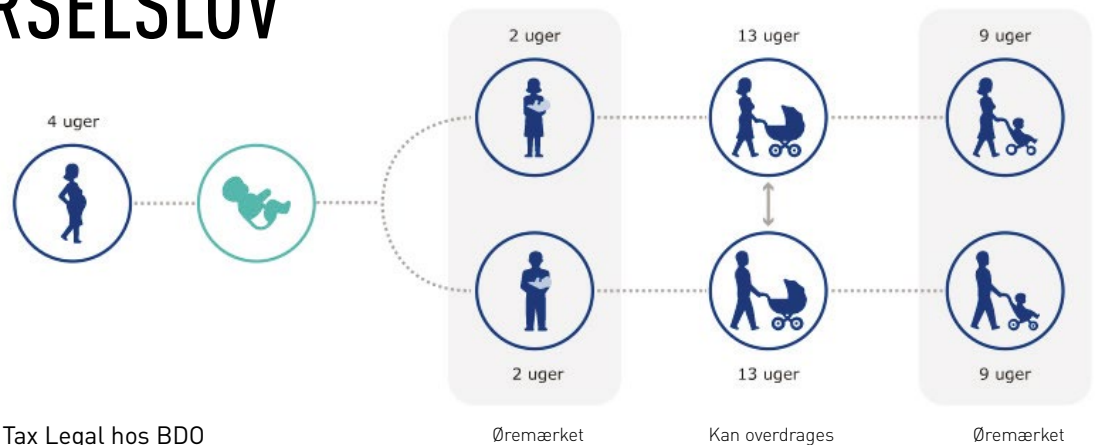 RSELSLOV
2 uger
13 uger
9 uger
4 uger
2 uger
13 uger
9 uger
Tax Legal hos BDO
Øremærket
Kan overdrages
Øremærket